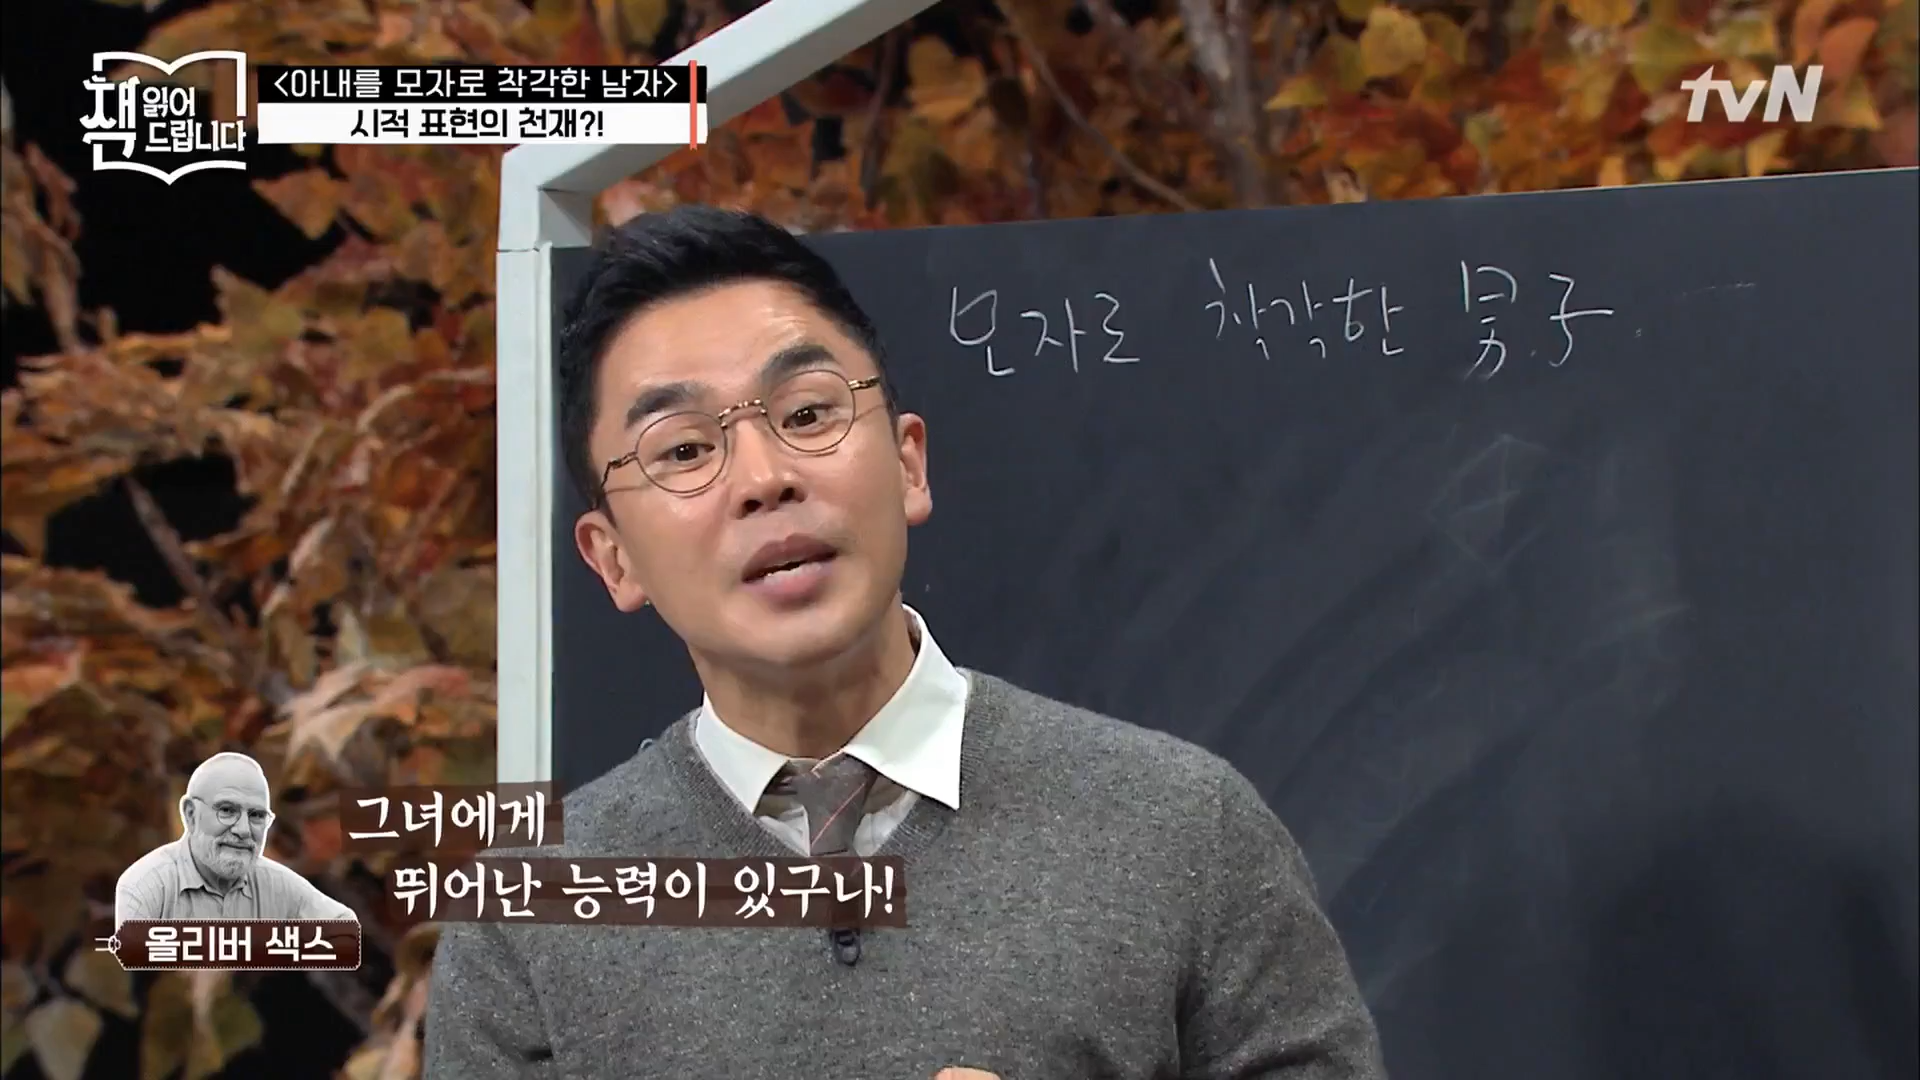 책 읽어
드립니다
<아내를 모자로 착각한 남자>
시적 표현의 천재?!
tvN
모자로 착각한 男子
그녀에게
뛰어난 능력이 있구나!
올리버 색스